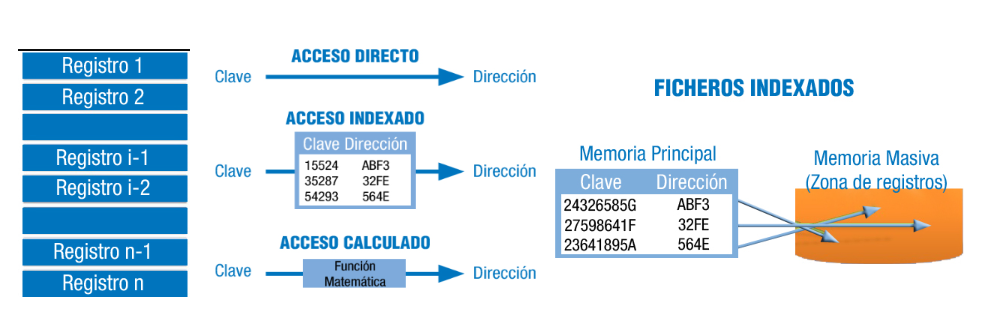 Registro 1
Registro 2
Registro i-1
Registro i-2
Registro n-1
Registro n
ACCESO DIRECTO
Clave Dirección
ACCESO INDEXADO
Clave Dirección
15524 ABF3
35287 32FE
54293 564E
Clave Dirección
ACCESO CALCULADO
Clave Dirección
Función
Matemática
FICHEROS INDEXADOS
Memoria Principal
Clave Dirección
24326585G ABF3
27598641F 32FE
23641895A 564E
Memoria Masiva
(Zona de registros)